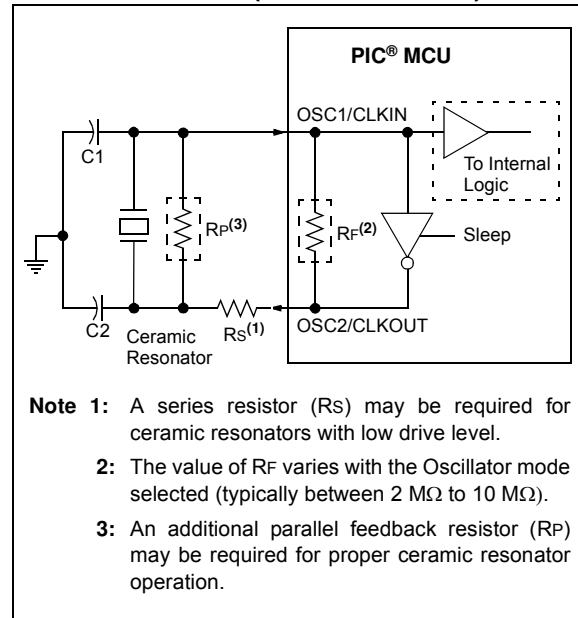 PIC® MCU
OSC1/CLKIN
C1
To Internal
Logic
RP(3)
RF(2)
Sleep
C2
Ceramic
Resonator
RS(1)
OSC2/CLKOUT
Note 1: A series resistor (RS) may be required for
ceramic resonators with low drive level.
2: The value of RF varies with the Oscillator mode
selected (typically between 2 MΩ to 10 MΩ).
3: An additional parallel feedback resistor (RP)
may be required for proper ceramic resonator
operation.